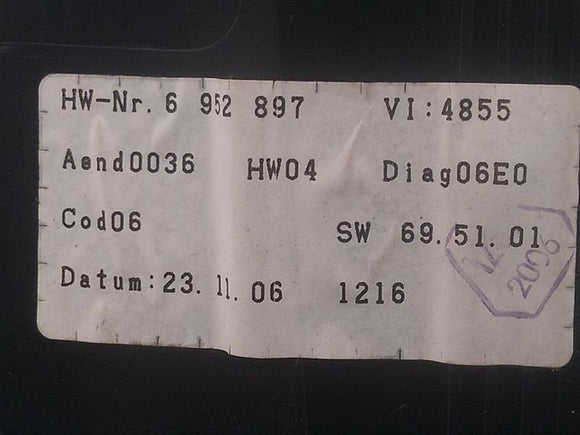 HW-Nr. 6 952 897 VI:4855
Aend0036 HW04 Diag06E0
Cod06 SW 69.51.01
Datum:23.11.06 1216
2006